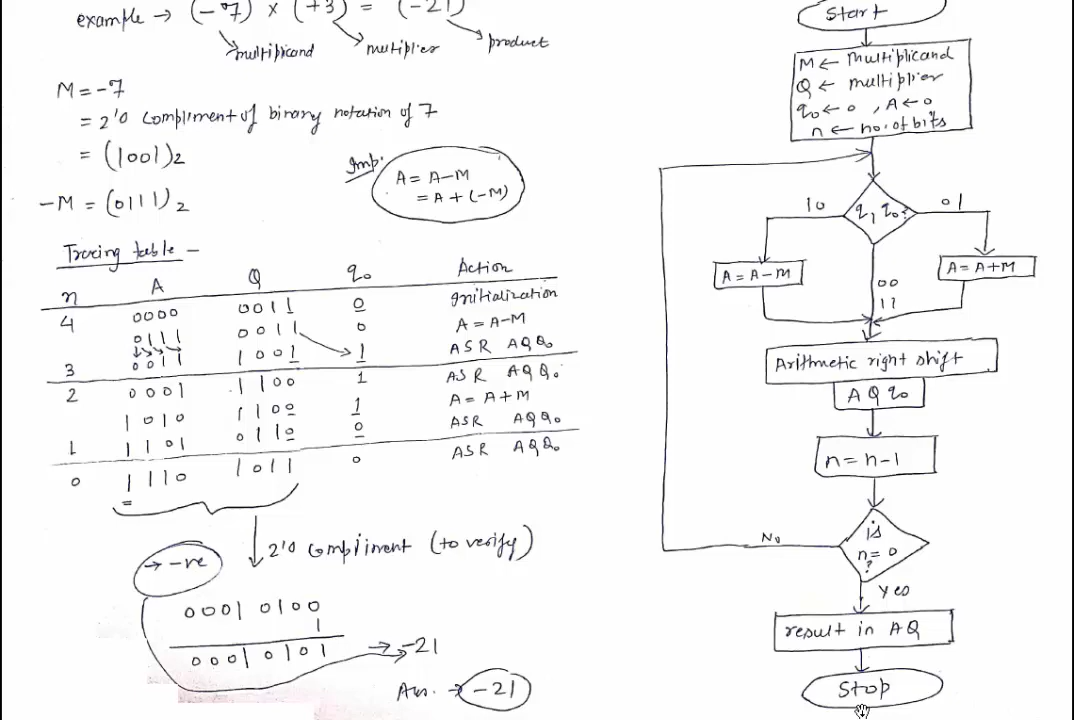 example → (-7) × (+3) = (-21)
multiplicand multiplier product
M = -7
= 2's compliment of binary notation of 7
= (1001)2
-M = (0111)2
Imp.
A = A-M
= A + (-M)
Tracing table -
n A Q q0 Action
4 0000 0011 0 Initialization
0111 0011 0 A = A-M
3 0011 1001 1 ASR AQQ0
2 0001 1100 1 ASR AQQ0
1010 1100 1 A = A+M
1 1101 0110 0 ASR AQQ0
0 1110 1011 0 ASR AQQ0
2's compliment (to verify)
→ -ve
0001 0100
1
0001 0101 → -21
Ans. → -21
Start
M ← Multiplicand
Q ← multiplier
q0 ← 0 , A ← 0
n ← no. of bits
10 q1 q0? 01
A = A-M A = A+M
00
11
Arithmetic right shift
A Q q0
n = n-1
No is
n = 0
?
Yes
result in AQ
Stop